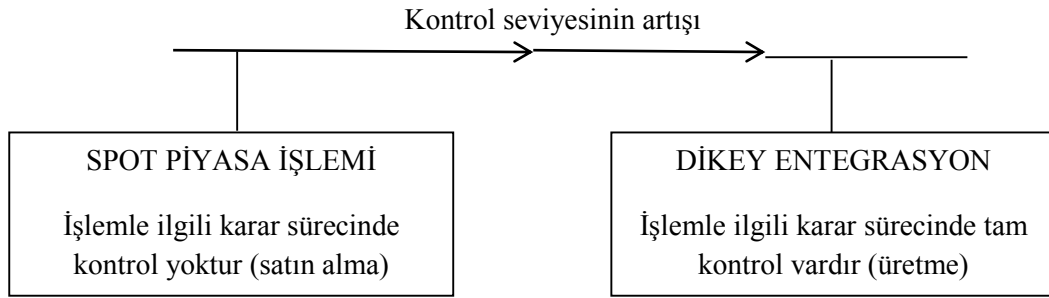 Kontrol seviyesinin artışı
SPOT PİYASA İŞLEMİ
İşlemle ilgili karar sürecinde
kontrol yoktur (satın alma)
DİKEY ENTEGRASYON
İşlemle ilgili karar sürecinde tam
kontrol vardır (üretme)